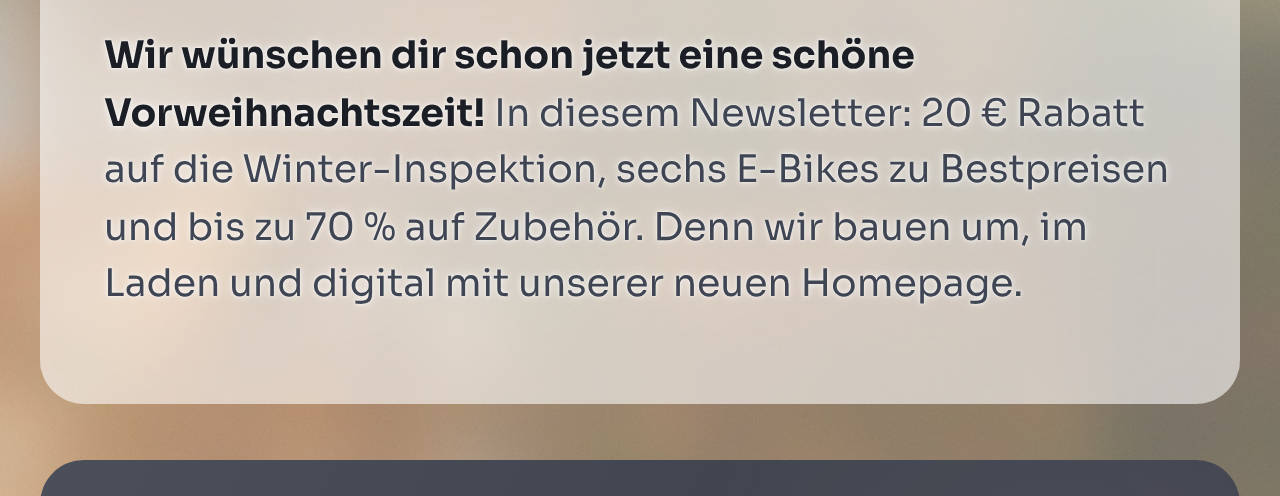 Wir wünschen dir schon jetzt eine schöne
Vorweihnachtszeit! In diesem Newsletter: 20 € Rabatt
auf die Winter-Inspektion, sechs E-Bikes zu Bestpreisen
und bis zu 70 % auf Zubehör. Denn wir bauen um, im
Laden und digital mit unserer neuen Homepage.